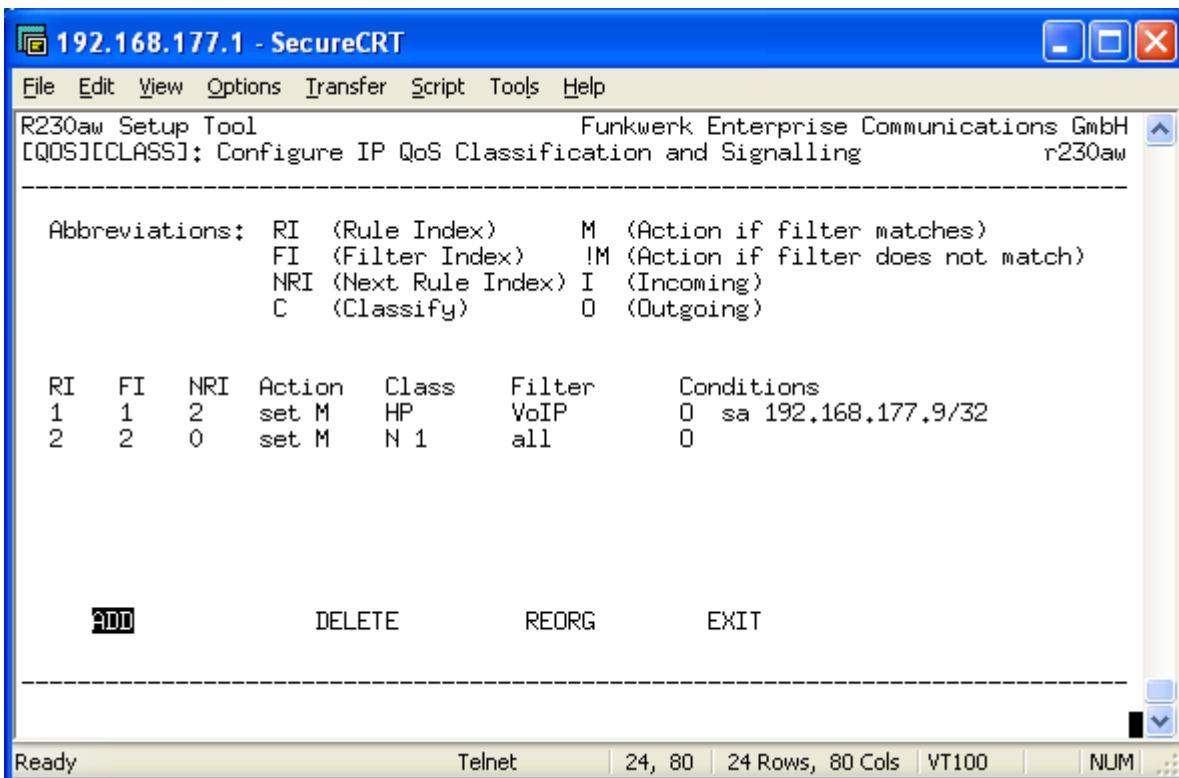 192.168.177.1 - SecureCRT
File Edit View Options Transfer Script Tools Help
R230aw Setup Tool Funkwerk Enterprise Communications GmbH
[QOS][CLASS]: Configure IP QoS Classification and Signalling r230aw
Abbreviations: RI (Rule Index) M (Action if filter matches)
FI (Filter Index) !M (Action if filter does not match)
NRI (Next Rule Index) I (Incoming)
C (Classify) O (Outgoing)
RI FI NRI Action Class Filter Conditions
1 1 2 set M HP VoIP O sa 192.168.177.9/32
2 2 0 set M N 1 all O
ADD DELETE REORG EXIT
Ready Telnet 24, 80 24 Rows, 80 Cols VT100 NUM